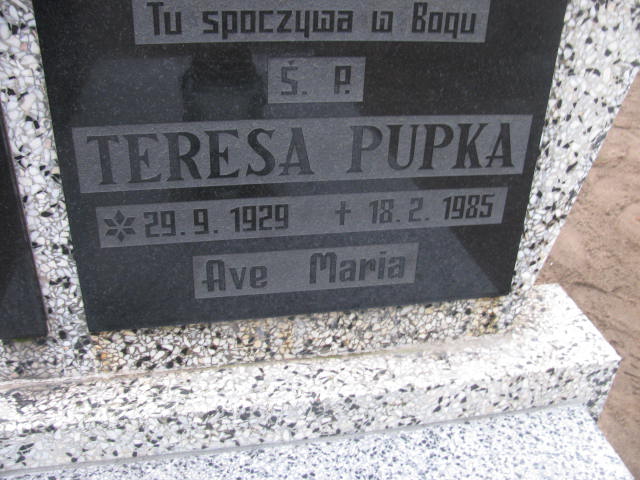 Tu spoczywa w Bogu
Ś. P.
TERESA PUPKA
29. 9. 1929 † 18. 2. 1985
Ave Maria